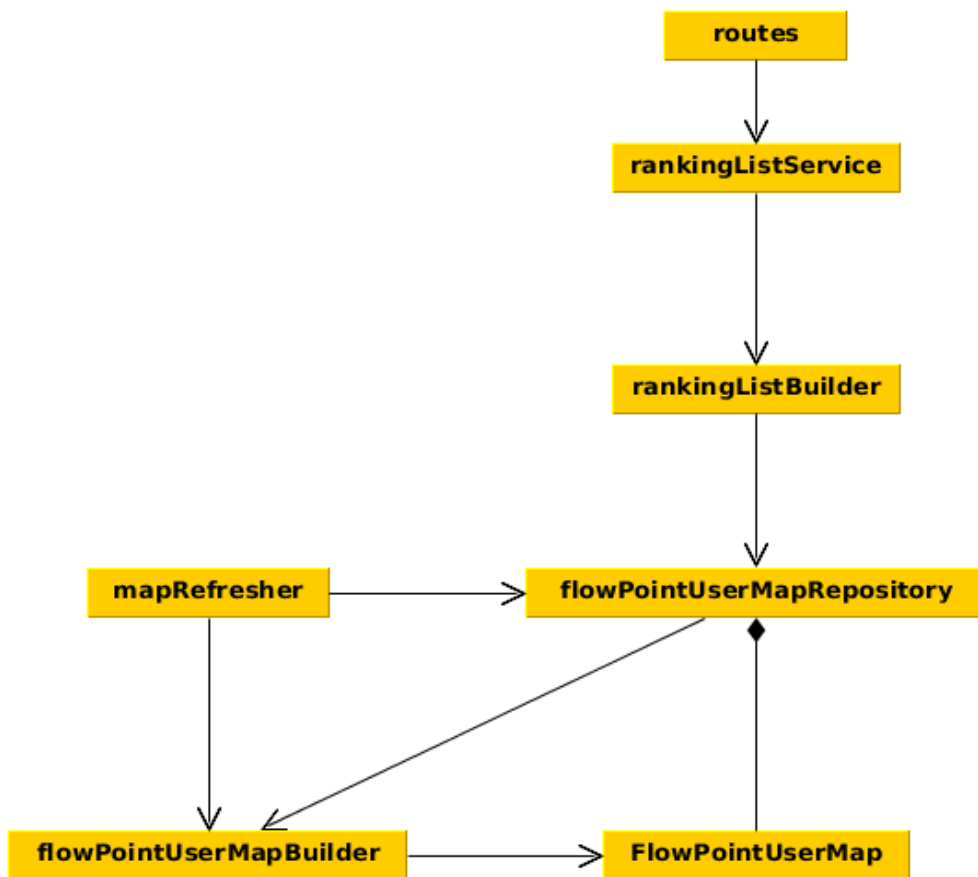 routes
rankingListService
rankingListBuilder
mapRefresher
flowPointUserMapRepository
flowPointUserMapBuilder
FlowPointUserMap